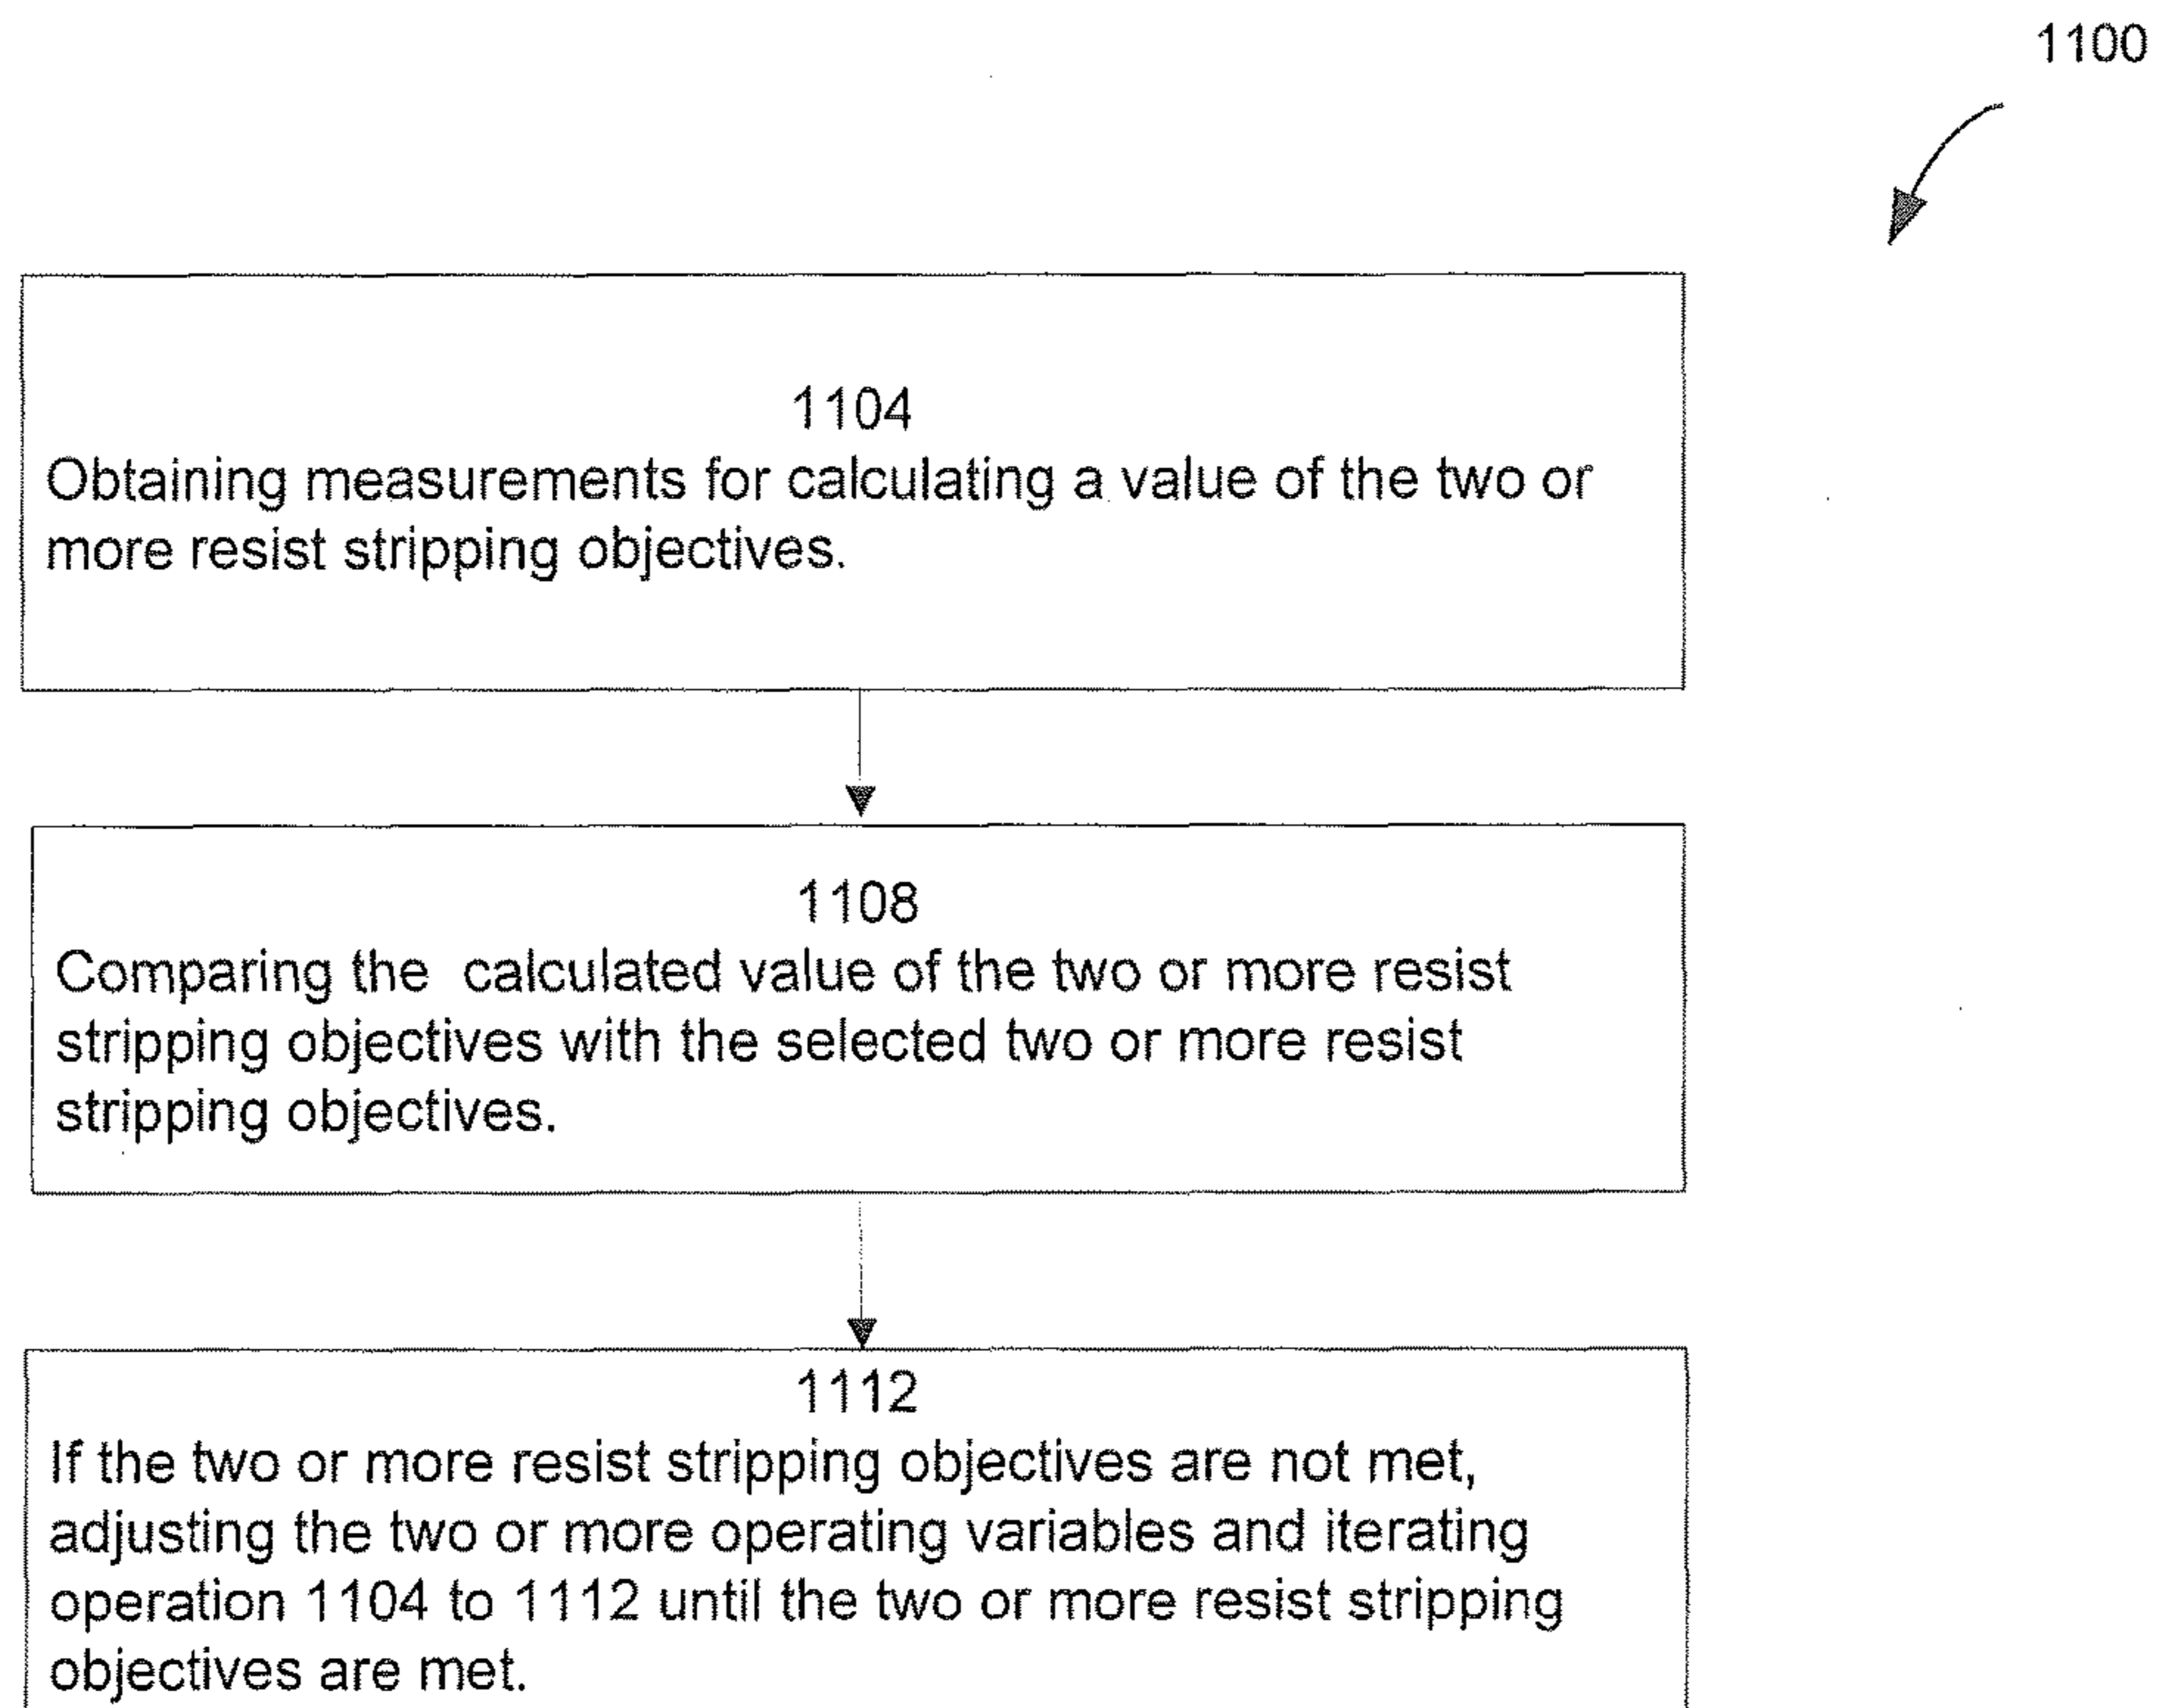 1100
1104
Obtaining measurements for calculating a value of the two or
more resist stripping objectives.
1108
Comparing the calculated value of the two or more resist
stripping objectives with the selected two or more resist
stripping objectives.
1112
If the two or more resist stripping objectives are not met,
adjusting the two or more operating variables and iterating
operation 1104 to 1112 until the two or more resist stripping
objectives are met.